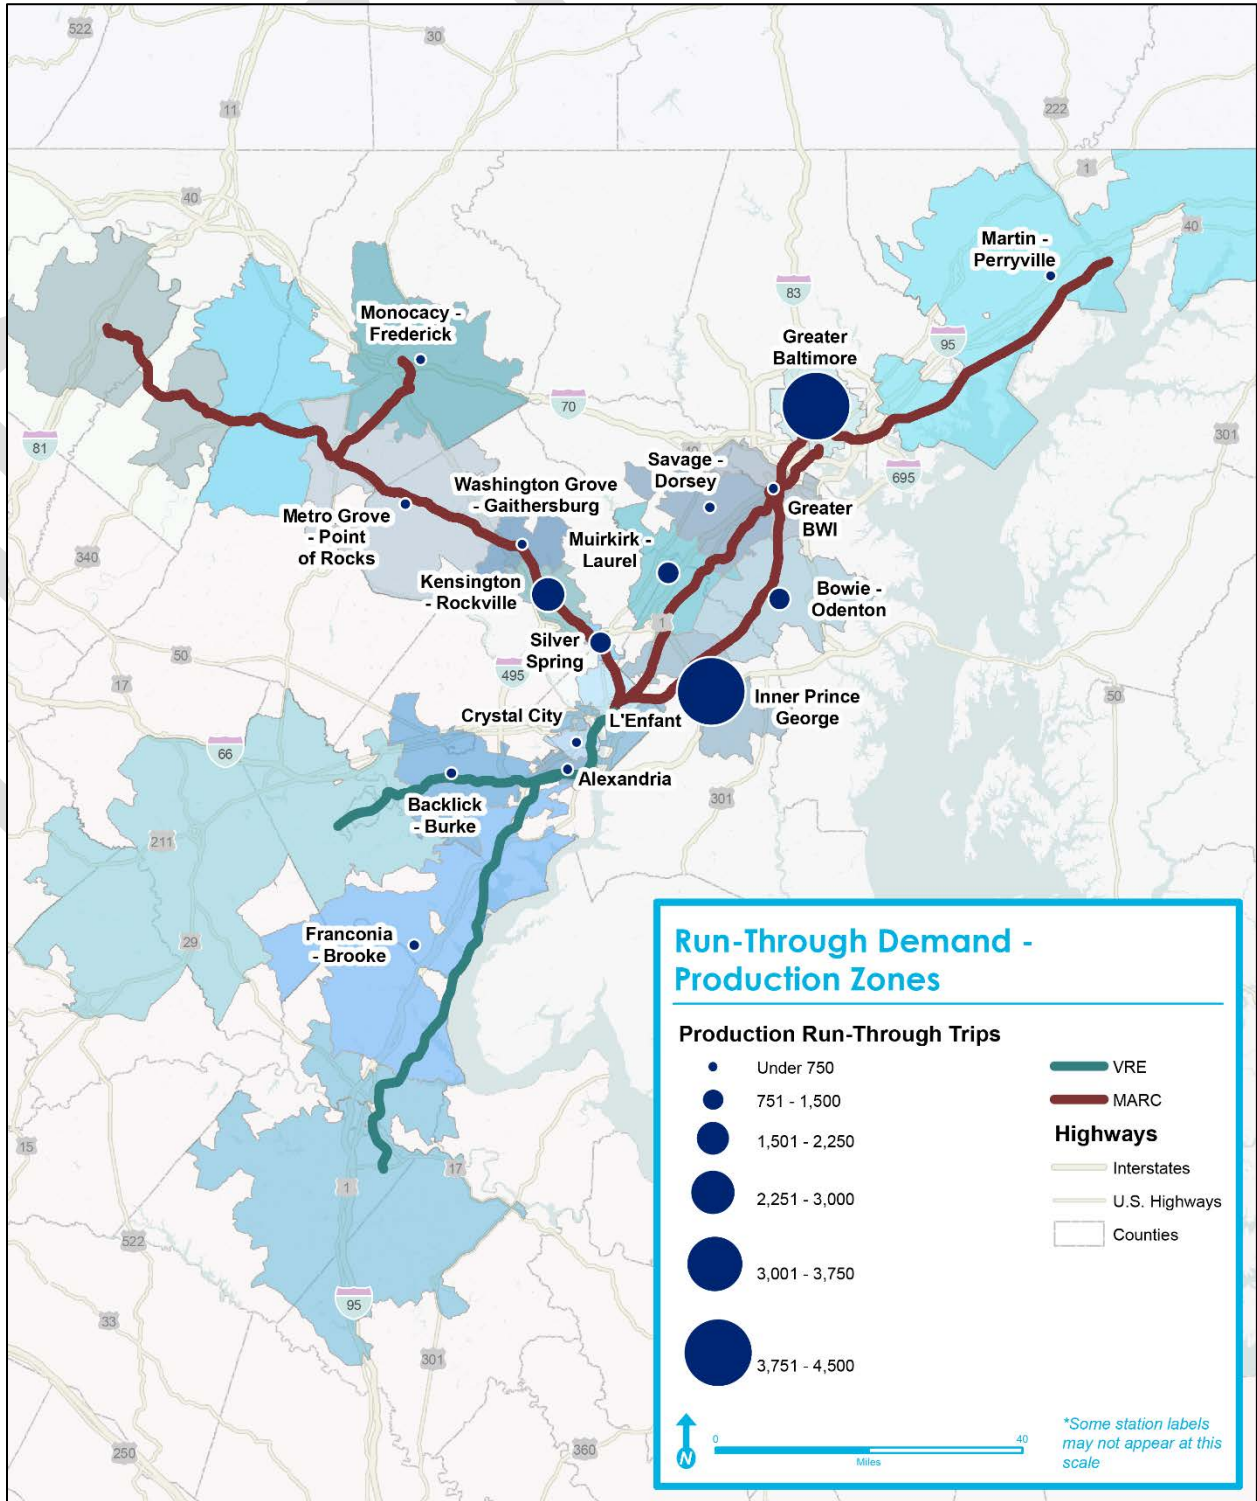 522
30
11
222
1
40
40
Martin -
Perryville
83
Monocacy -
Frederick
Greater
Baltimore
95
70
81
301
Savage -
Dorsey
695
Washington Grove
- Gaithersburg
Metro Grove
- Point
of Rocks
Greater
BWI
Muirkirk -
Laurel
340
Kensington
- Rockville
Bowie -
Odenton
1
Silver
Spring
50
495
17
50
Inner Prince
George
Crystal City
L'Enfant
66
Alexandria
301
Backlick
- Burke
211
29
Franconia
- Brooke
15
17
1
522
95
33
301
250
360
Run-Through Demand -
Production Zones
Production Run-Through Trips
Under 750
751 - 1,500
1,501 - 2,250
2,251 - 3,000
3,001 - 3,750
3,751 - 4,500
VRE
MARC
Highways
Interstates
U.S. Highways
Counties
N
0
40
Miles
*Some station labels
may not appear at this
scale